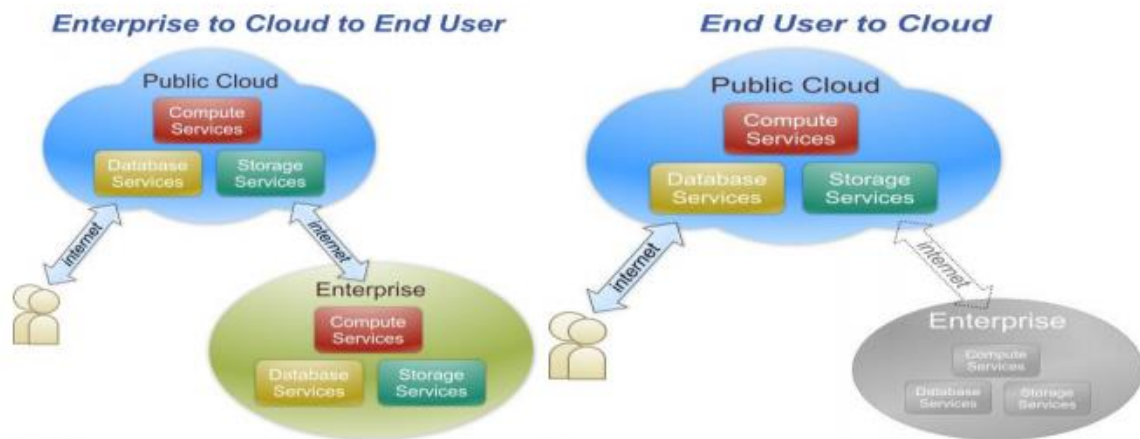 Enterprise to Cloud to End User
Public Cloud
Compute
Services
Database
Services
Storage
Services
internet
internet
Enterprise
Compute
Services
Database
Services
Storage
Services
End User to Cloud
Public Cloud
Compute
Services
Database
Services
Storage
Services
internet
internet
Enterprise
Compute
Services
Database
Services
Storage
Services